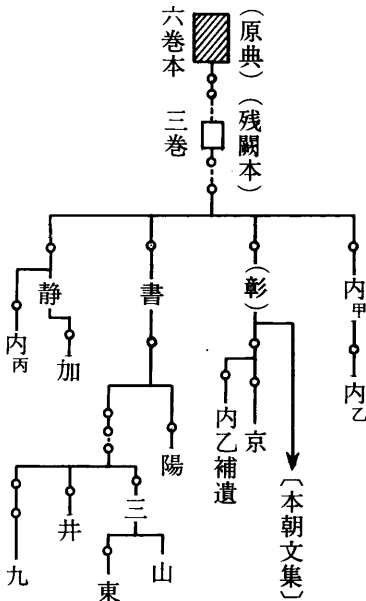 （原典）
六巻本
（残闕本）
三巻
内甲
内乙
（彰）
京
内乙補遺
〔本朝文集〕
書
陽
三
山
東
井
九
静
加
内丙